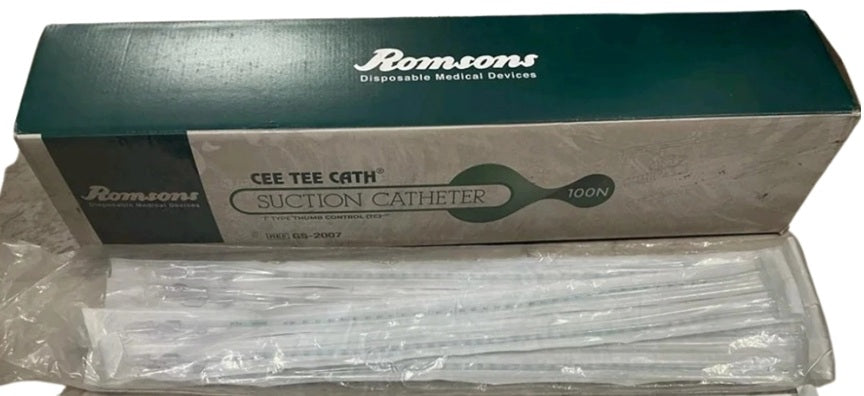 Romsons
Disposable Medical Devices
Romsons
Disposable Medical Devices
CEE TEE CATH®
SUCTION CATHETER
100N
TYPE THUMB CONTROL
REF GS-2007